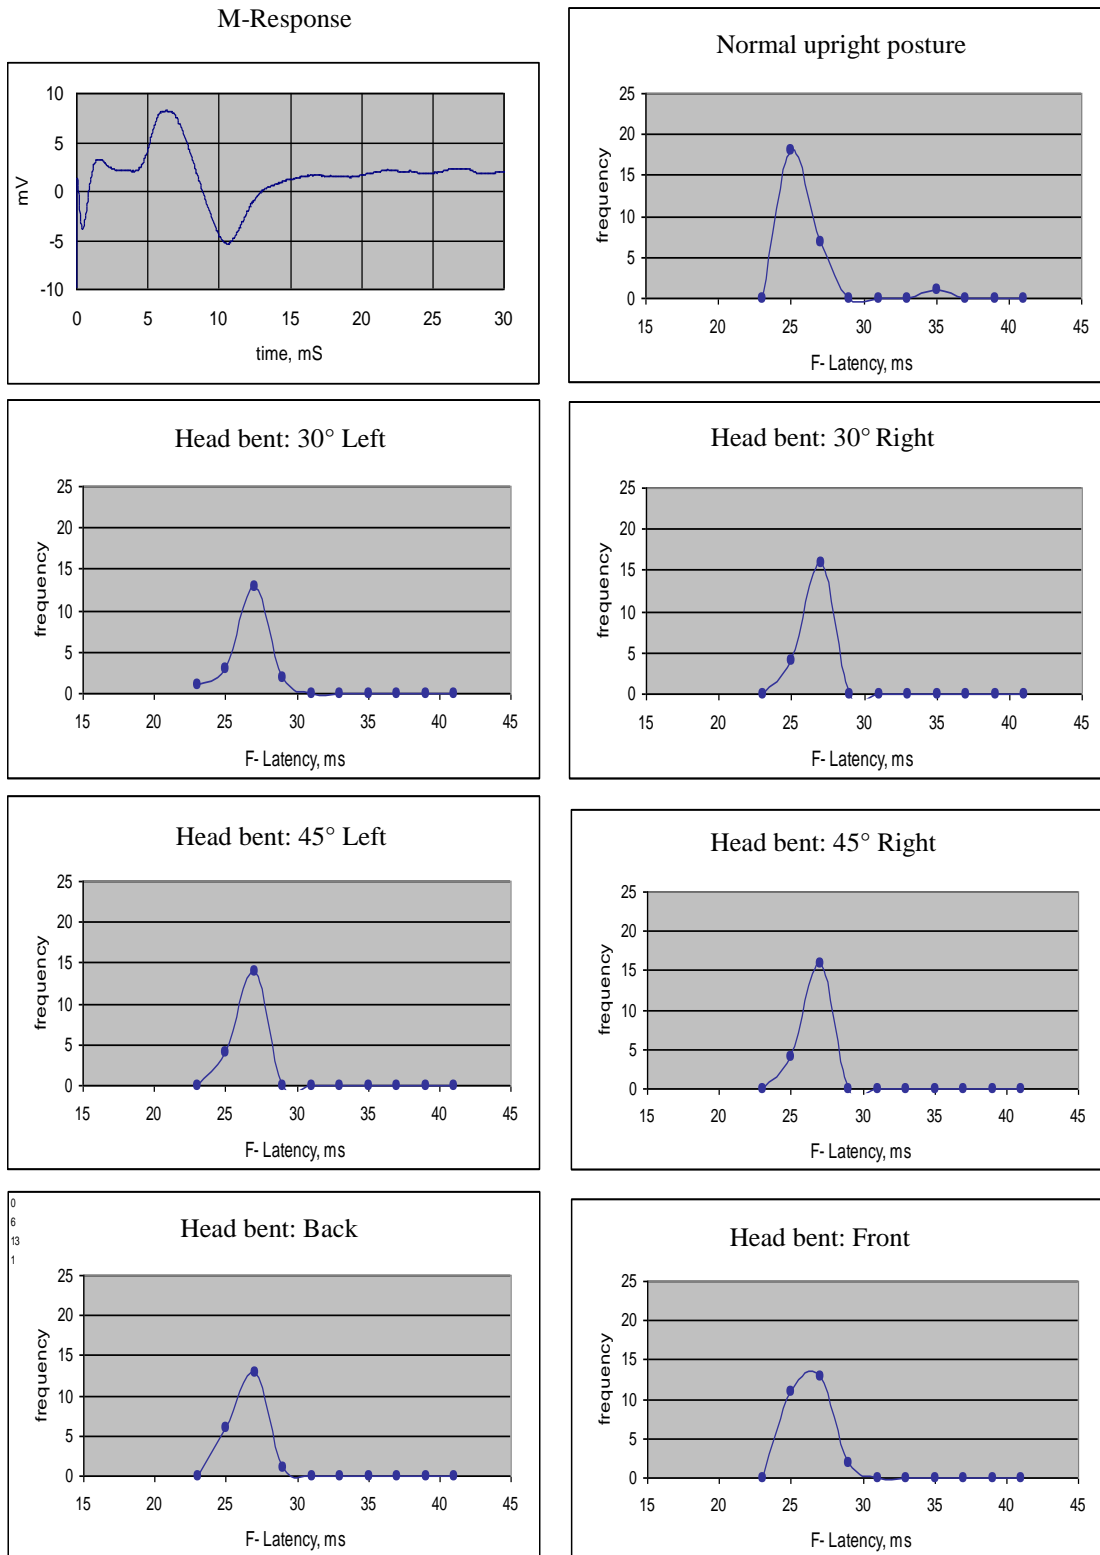 M-Response
10
5
0
-5
-10
mV
0 5 10 15 20 25 30
time, mS
Normal upright posture
25
20
15
10
5
0
frequency
15 20 25 30 35 40 45
F- Latency, ms
Head bent: 30° Left
25
20
15
10
5
0
frequency
15 20 25 30 35 40 45
F- Latency, ms
Head bent: 30° Right
25
20
15
10
5
0
frequency
15 20 25 30 35 40 45
F- Latency, ms
Head bent: 45° Left
25
20
15
10
5
0
frequency
15 20 25 30 35 40 45
F- Latency, ms
Head bent: 45° Right
25
20
15
10
5
0
frequency
15 20 25 30 35 40 45
F- Latency, ms
0
6
13
1
Head bent: Back
25
20
15
10
5
0
frequency
15 20 25 30 35 40 45
F- Latency, ms
Head bent: Front
25
20
15
10
5
0
frequency
15 20 25 30 35 40 45
F- Latency, ms